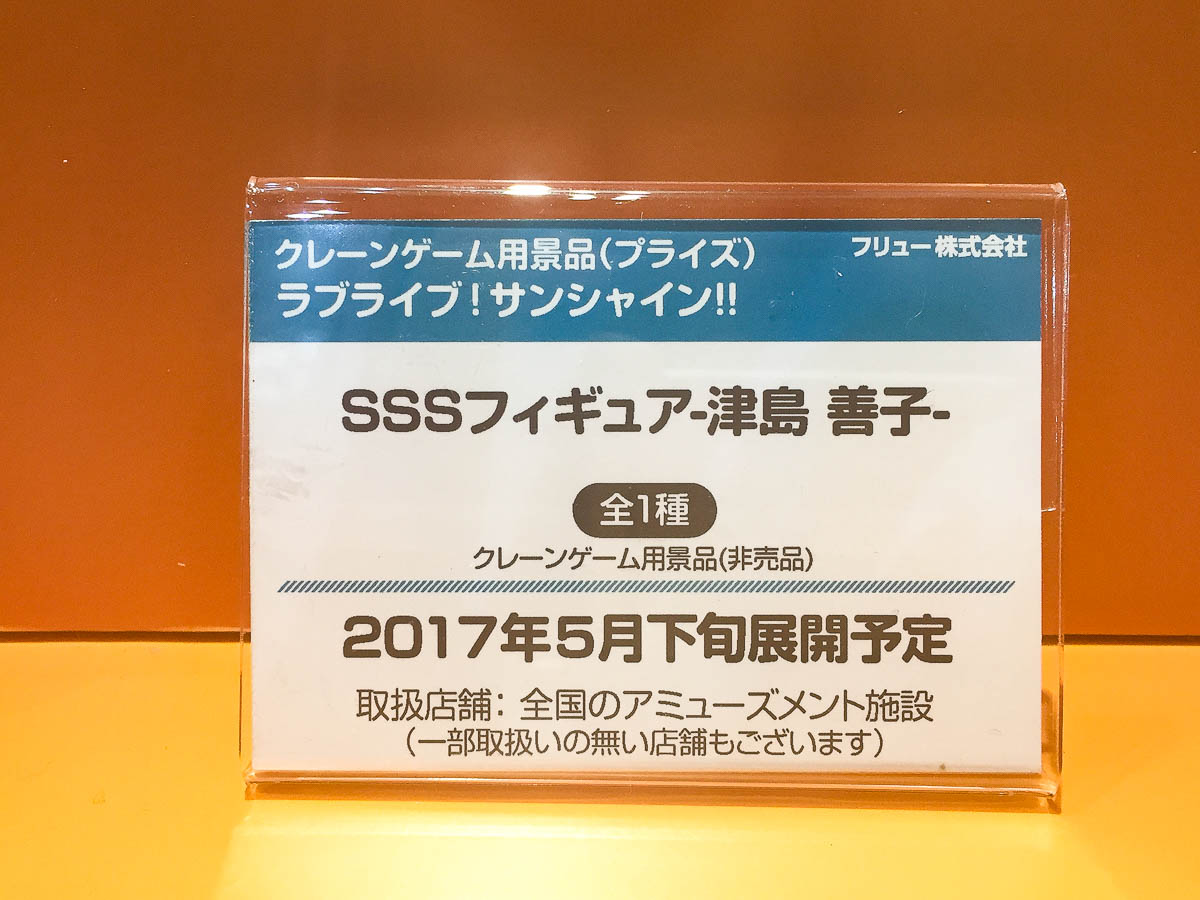 クレーンゲーム用景品(プライズ)
フリュー株式会社
ラブライブ!サンシャイン!!
SSSフィギュア-津島 善子-
全1種
クレーンゲーム用景品(非売品)
2017年5月下旬展開予定
取扱店舗:全国のアミューズメント施設
(一部取扱いの無い店舗もございます)